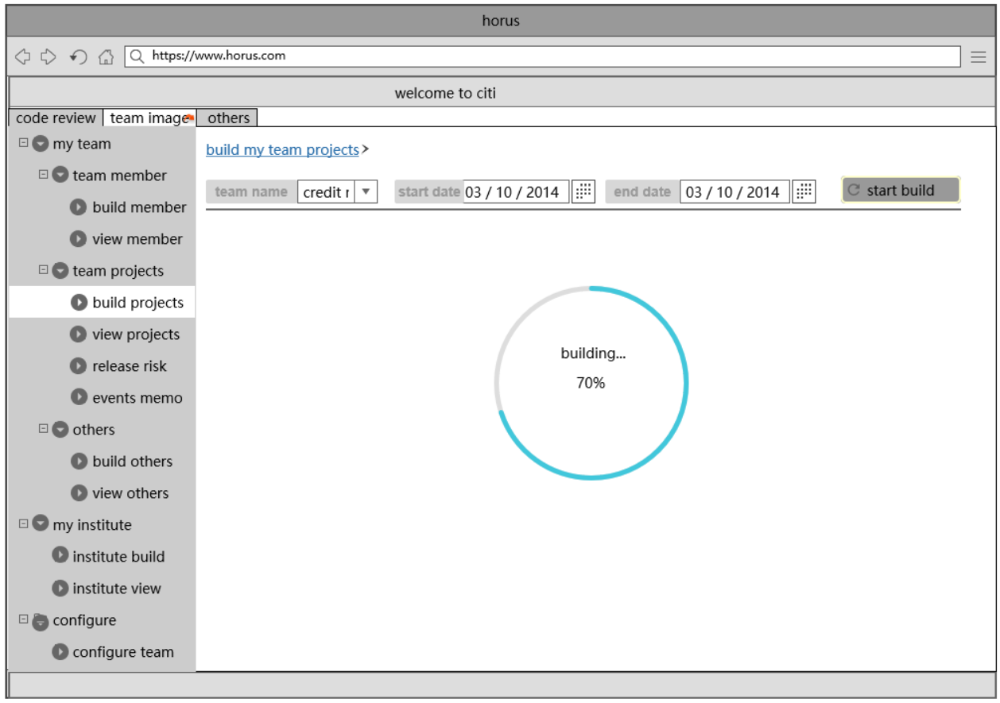 horus
https://www.horus.com
welcome to citi
code review team image others
my team
team member
build member
view member
team projects
build projects
view projects
release risk
events memo
others
build others
view others
my institute
institute build
institute view
configure
configure team
build my team projects
team name credit start date 03 / 10 / 2014 end date 03 / 10 / 2014 start build
building...
70%